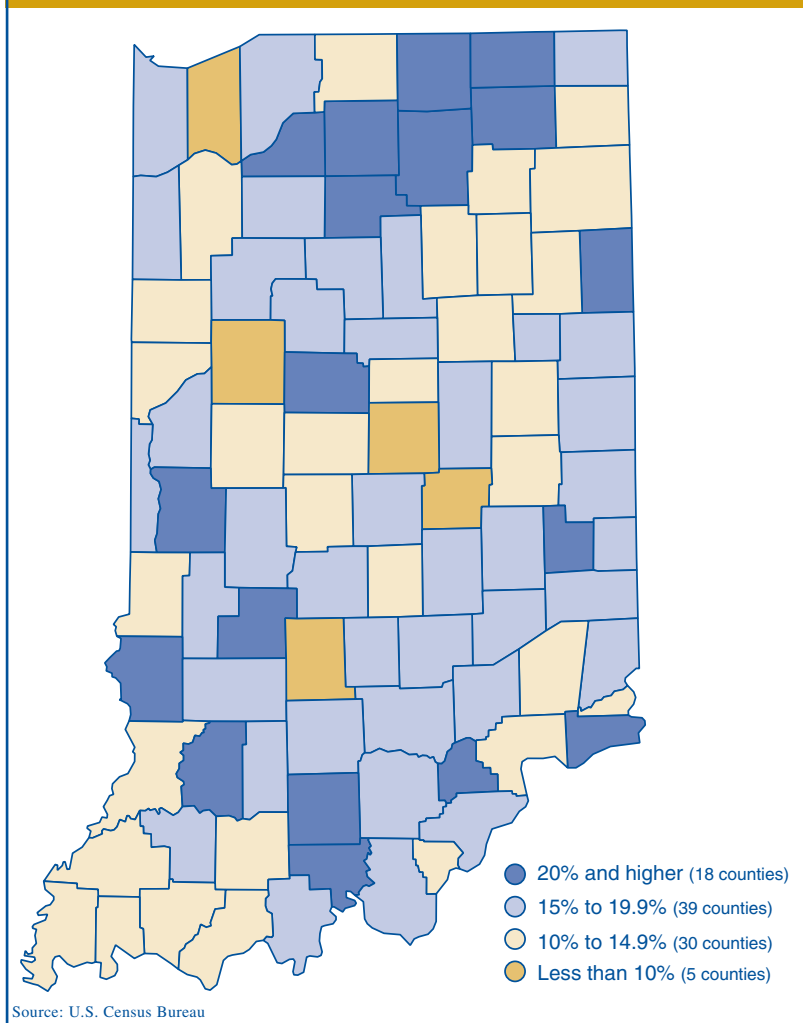 20% and higher (18 counties)
15% to 19.9% (39 counties)
10% to 14.9% (30 counties)
Less than 10% (5 counties)
Source: U.S. Census Bureau